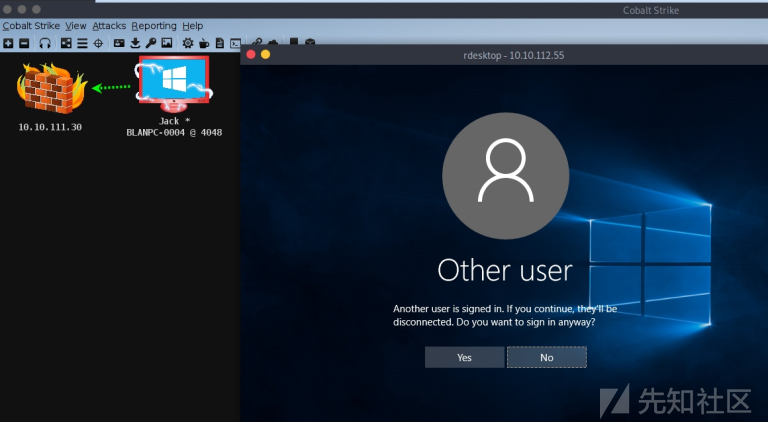 Cobalt Strike
Cobalt Strike View Attacks Reporting Help
rdesktop - 10.10.112.55
10.10.111.30
Jack *
BLANPC-0004 @ 4048
Other user
Another user is signed in. If you continue, they'll be
disconnected. Do you want to sign in anyway?
Yes No
先知社区